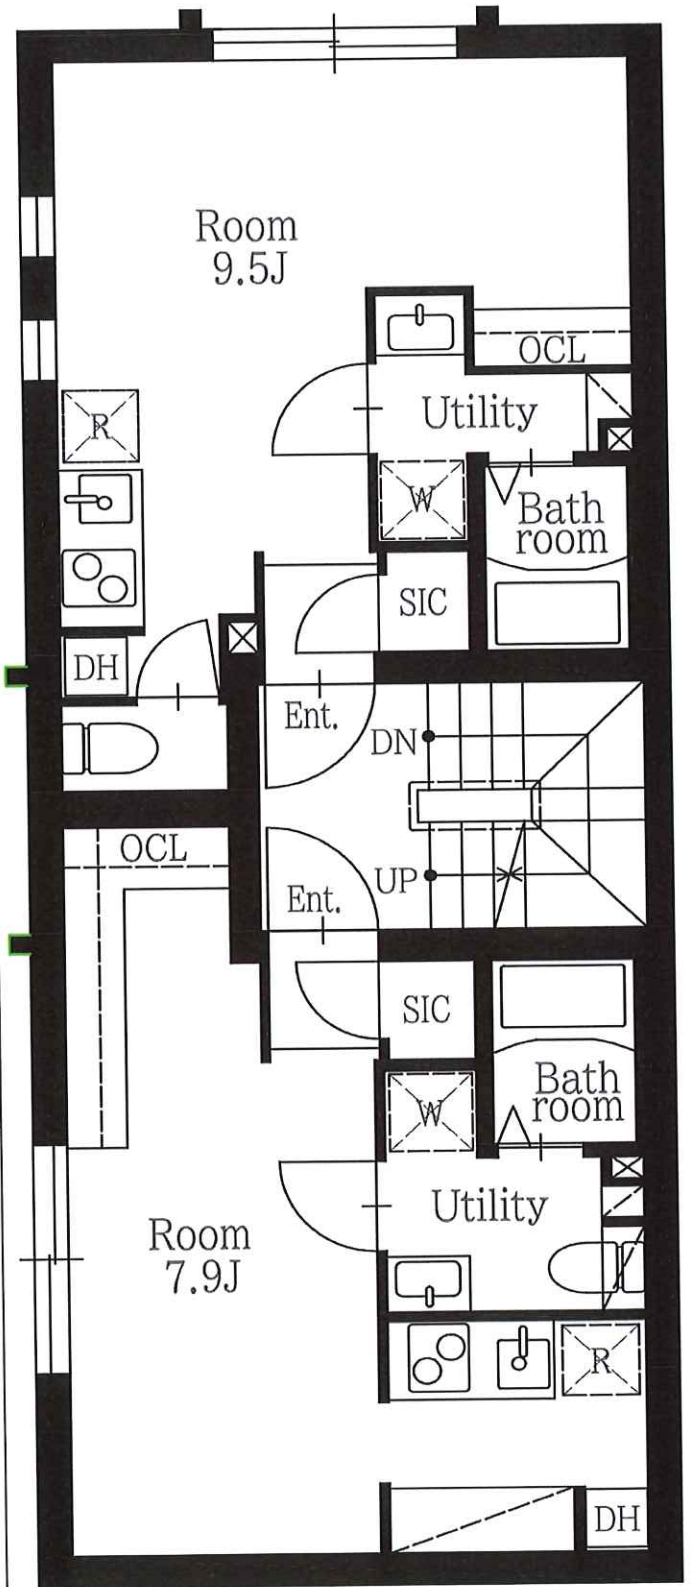 Room
9.5J
OCL
Utility
R
W
Bath
room
SIC
DH
Ent.
DN
OCL
UP
Ent.
SIC
W
Bath
room
Utility
Room
7.9J
R
DH